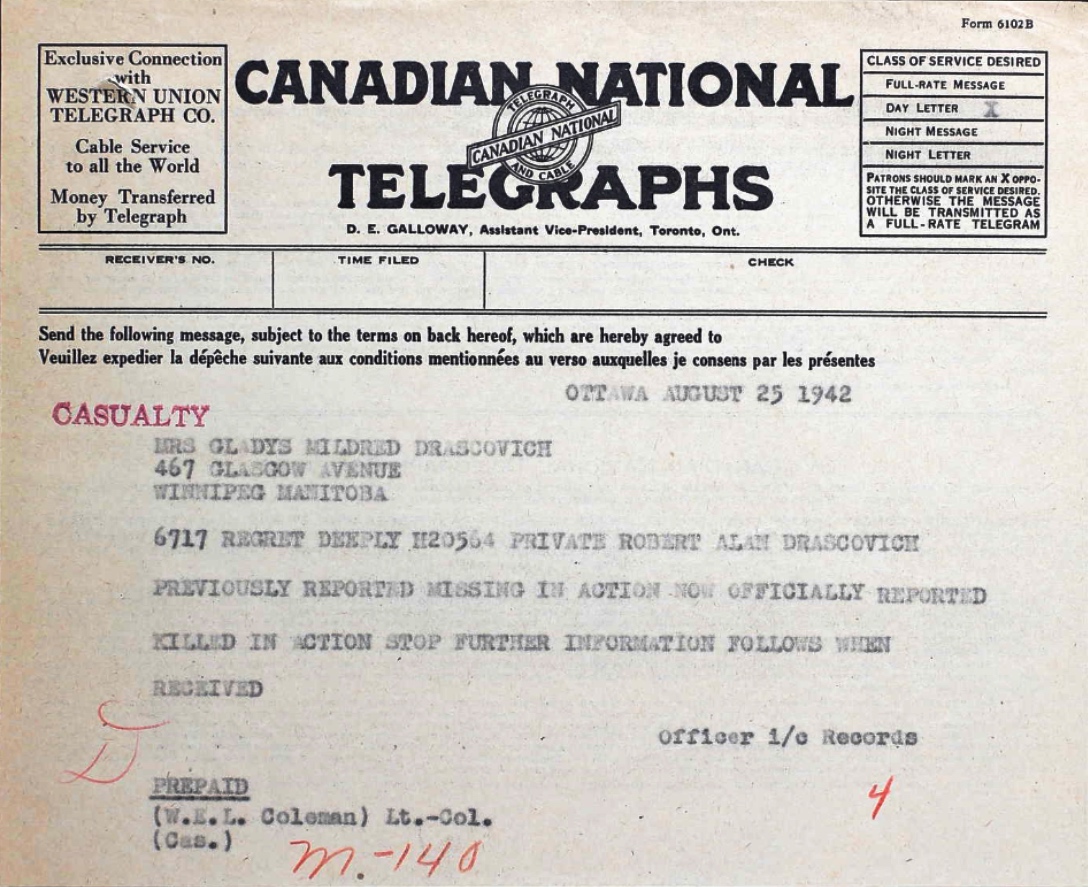 Form 6102B
Exclusive Connection
with
WESTERN UNION
TELEGRAPH CO.
Cable Service
to all the World
Money Transferred
by Telegraph
CANADIAN NATIONAL
TELEGRAPH
CANADIAN NATIONAL
AND CABLE
TELEGRAPHS
D. E. GALLOWAY, Assistant Vice-President, Toronto, Ont.
CLASS OF SERVICE DESIRED
FULL-RATE MESSAGE
DAY LETTER X
NIGHT MESSAGE
NIGHT LETTER
PATRONS SHOULD MARK AN X OPPO-
SITE THE CLASS OF SERVICE DESIRED.
OTHERWISE THE MESSAGE
WILL BE TRANSMITTED AS
A FULL-RATE TELEGRAM
RECEIVER'S NO. TIME FILED CHECK
Send the following message, subject to the terms on back hereof, which are hereby agreed to
Veuillez expedier la dépêche suivante aux conditions mentionnées au verso auxquelles je consens par les présentes
OTTAWA AUGUST 25 1942
CASUALTY
MRS GLADYS MILDRED DRASCOVICH
467 GLASGOW AVENUE
WINNIPEG MANITOBA
6717 REGRET DEEPLY H20564 PRIVATE ROBERT ALAN DRASCOVICH
PREVIOUSLY REPORTED MISSING IN ACTION NOW OFFICIALLY REPORTED
KILLED IN ACTION STOP FURTHER INFORMATION FOLLOWS WHEN
RECEIVED
Officer i/c Records
PREPAID
(W.E.L. Coleman) Lt.-Col.
(Cas.)
4
M.-140